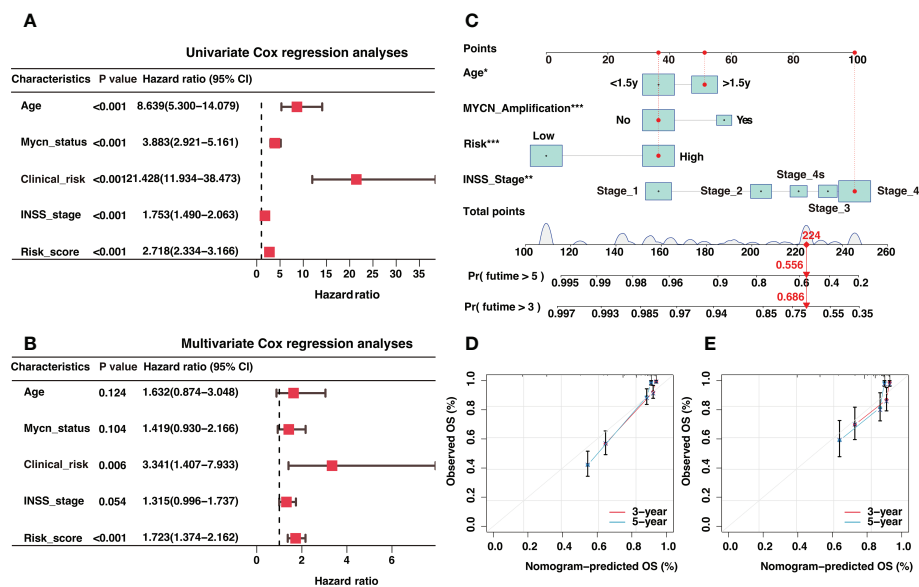 A
Univariate Cox regression analyses
Characteristics P value Hazard ratio (95% CI)
Age <0.001 8.639(5.300−14.079)
Mycn_status <0.001 3.883(2.921−5.161)
Clinical_risk <0.00121.428(11.934−38.473)
INSS_stage <0.001 1.753(1.490−2.063)
Risk_score <0.001 2.718(2.334−3.166)
0 5 10 15 20 25 30 35
Hazard ratio
B
Multivariate Cox regression analyses
Characteristics P value Hazard ratio (95% CI)
Age 0.124 1.632(0.874−3.048)
Mycn_status 0.104 1.419(0.930−2.166)
Clinical_risk 0.006 3.341(1.407−7.933)
INSS_stage 0.054 1.315(0.996−1.737)
Risk_score <0.001 1.723(1.374−2.162)
0 2 4 6
Hazard ratio
C
Points
0 20 40 60 80 100
Age*
<1.5y >1.5y
MYCN_Amplification***
No Yes
Risk***
Low
High
INSS_Stage**
Stage_4s
Stage_1 Stage_2 Stage_4
Stage_3
Total points
224
100 120 140 160 180 200 220 240 260
0.556
Pr( futime > 5 )
0.995 0.99 0.98 0.96 0.9 0.8 0.6 0.4 0.2
0.686
Pr( futime > 3 )
0.997 0.993 0.985 0.97 0.94 0.85 0.75 0.55 0.35
D
Observed OS (%)
1.0
0.8
0.6
0.4
0.2
0.0
3−year
5−year
0.0 0.2 0.4 0.6 0.8 1.0
Nomogram−predicted OS (%)
E
Observed OS (%)
1.0
0.8
0.6
0.4
0.2
0.0
3−year
5−year
0.0 0.2 0.4 0.6 0.8 1.0
Nomogram−predicted OS (%)